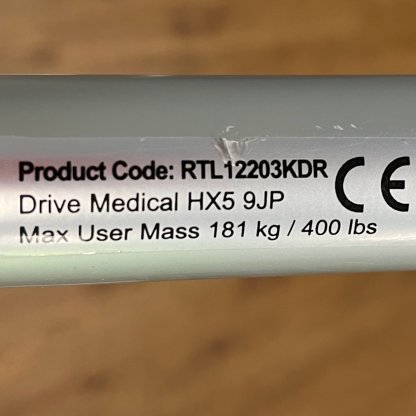 Product Code: RTL12203KDR
Drive Medical HX5 9JP
Max User Mass 181 kg / 400 lbs
CE